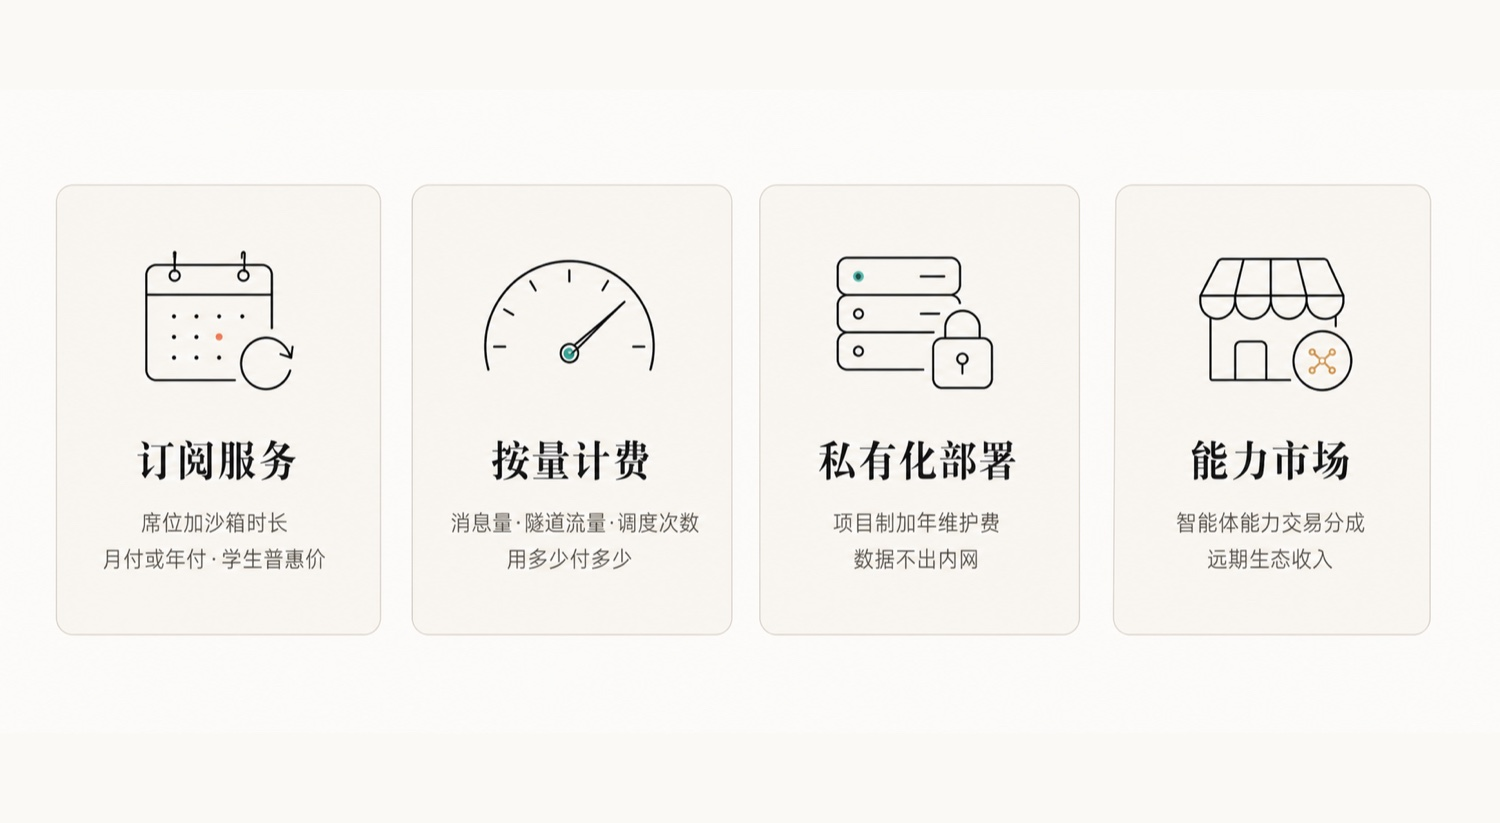 订阅服务
席位加沙箱时长
月付或年付·学生普惠价
按量计费
消息量·隧道流量·调度次数
用多少付多少
私有化部署
项目制加年维护费
数据不出内网
能力市场
智能体能力交易分成
远期生态收入